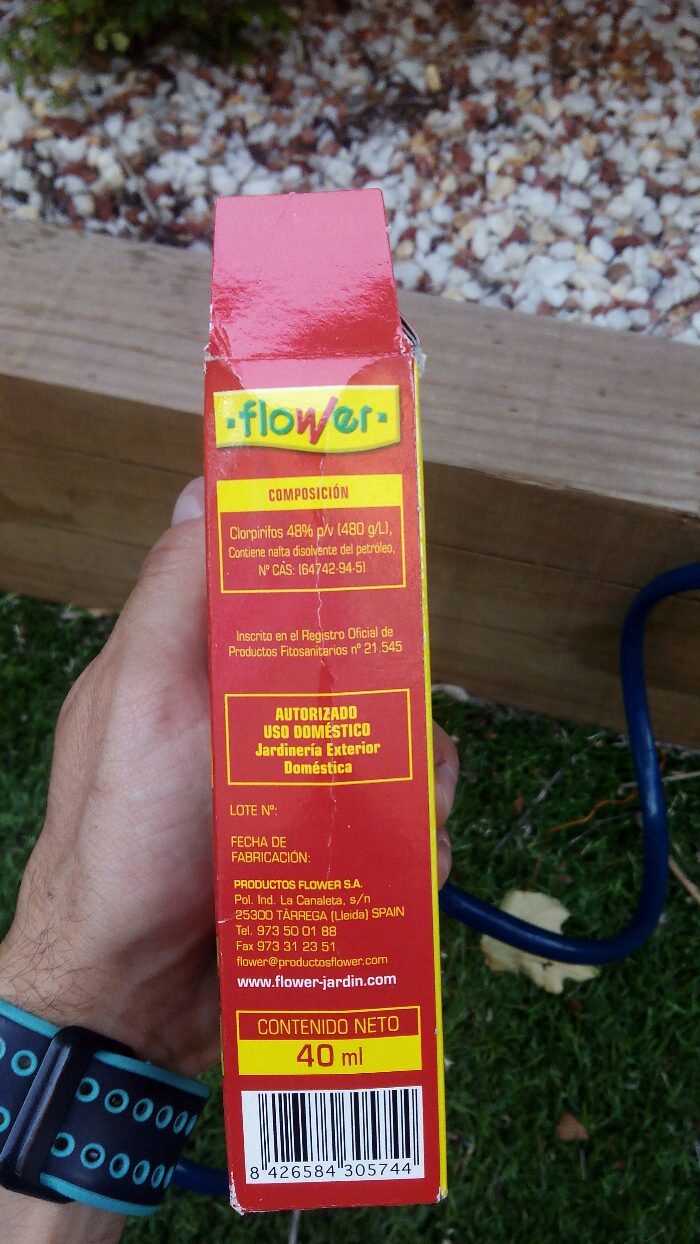 ·flower·
COMPOSICIÓN
Clorpirifos 48% p/v (480 g/L),
Contiene nafta disolvente del petróleo,
Nº CAS: (64742-94-5)
Inscrito en el Registro Oficial de
Productos Fitosanitarios nº 21.545
AUTORIZADO
USO DOMÉSTICO
Jardinería Exterior
Doméstica
LOTE Nº:
FECHA DE
FABRICACIÓN:
PRODUCTOS FLOWER S.A.
Pol. Ind. La Canaleta, s/n
25300 TÀRREGA (Lleida) SPAIN
Tel. 973 50 01 88
Fax 973 31 23 51
flower@productosflower.com
www.flower-jardin.com
CONTENIDO NETO
40 ml
8 426584 305744